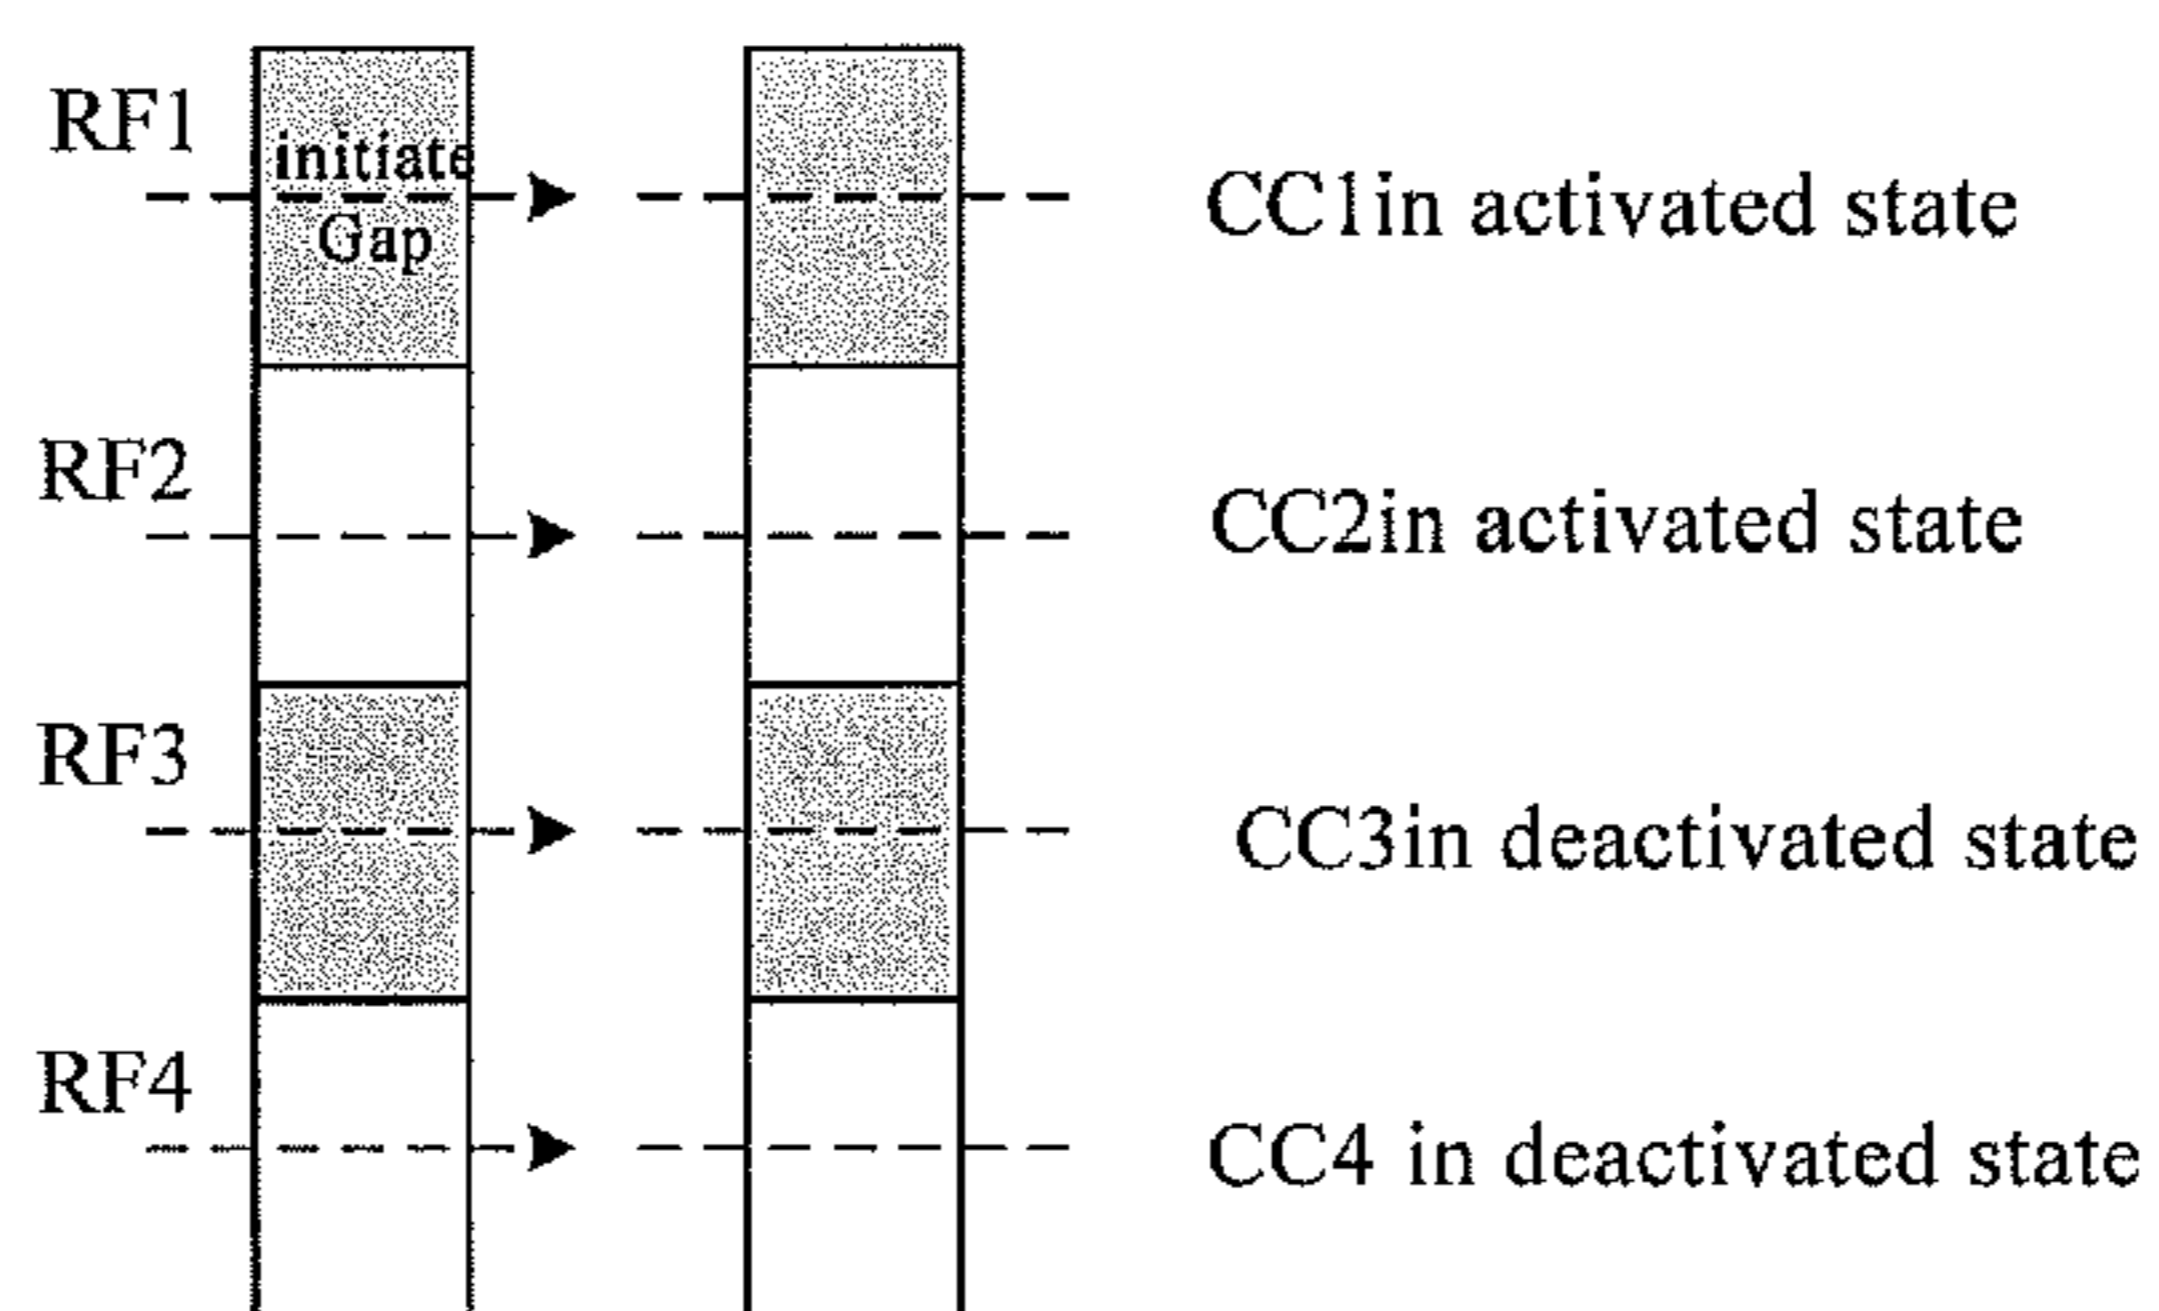 RF1
initiate
Gap
CC1in activated state
RF2
CC2in activated state
RF3
CC3in deactivated state
RF4
CC4 in deactivated state